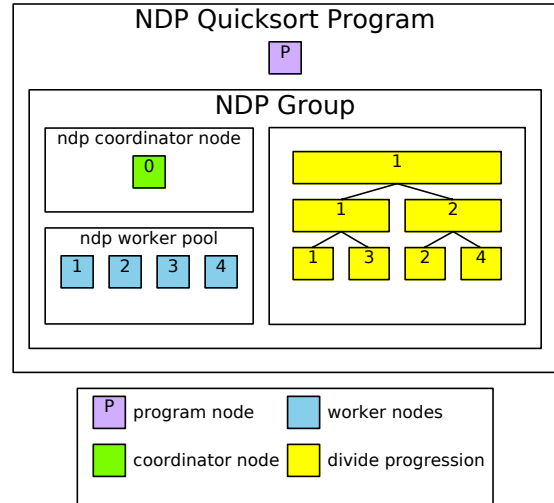 NDP Quicksort Program
P
NDP Group
ndp coordinator node
0
1
1 2
1 3 2 4
ndp worker pool
1 2 3 4
P program node
worker nodes
coordinator node
divide progression